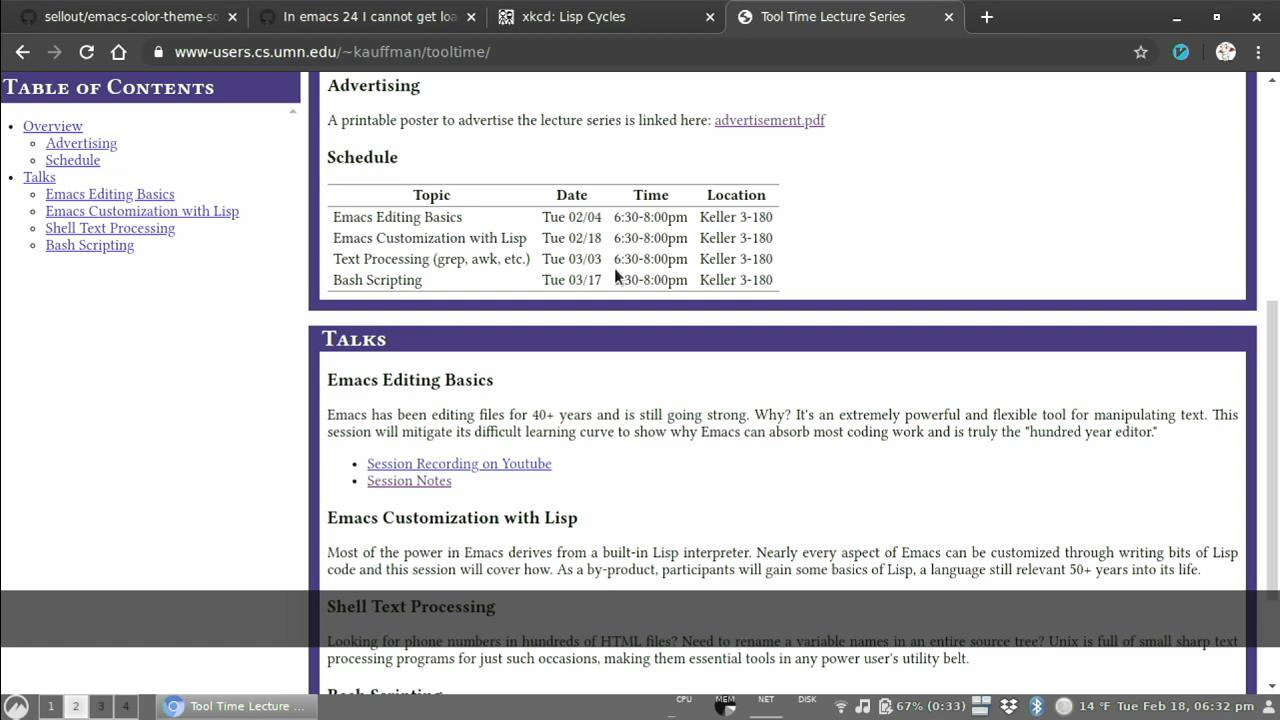 sellout/emacs-color-theme-so
In emacs 24 I cannot get loa
xkcd: Lisp Cycles
Tool Time Lecture Series
www-users.cs.umn.edu/~kauffman/tooltime/
Table of Contents
Overview
Advertising
Schedule
Talks
Emacs Editing Basics
Emacs Customization with Lisp
Shell Text Processing
Bash Scripting
Advertising
A printable poster to advertise the lecture series is linked here: advertisement.pdf
Schedule
Topic Date Time Location
Emacs Editing Basics Tue 02/04 6:30-8:00pm Keller 3-180
Emacs Customization with Lisp Tue 02/18 6:30-8:00pm Keller 3-180
Text Processing (grep, awk, etc.) Tue 03/03 6:30-8:00pm Keller 3-180
Bash Scripting Tue 03/17 :30-8:00pm Keller 3-180
Talks
Emacs Editing Basics
Emacs has been editing files for 40+ years and is still going strong. Why? It's an extremely powerful and flexible tool for manipulating text. This
session will mitigate its difficult learning curve to show why Emacs can absorb most coding work and is truly the "hundred year editor."
Session Recording on Youtube
Session Notes
Emacs Customization with Lisp
Most of the power in Emacs derives from a built-in Lisp interpreter. Nearly every aspect of Emacs can be customized through writing bits of Lisp
code and this session will cover how. As a by-product, participants will gain some basics of Lisp, a language still relevant 50+ years into its life.
Shell Text Processing
Looking for phone numbers in hundreds of HTML files? Need to rename a variable names in an entire source tree? Unix is full of small sharp text
processing programs for just such occasions, making them essential tools in any power user's utility belt.
Bash Scripting
1 2 3 4 Tool Time Lecture ... CPU MEM NET DISK 67% (0:33) 14 °F Tue Feb 18, 06:32 pm